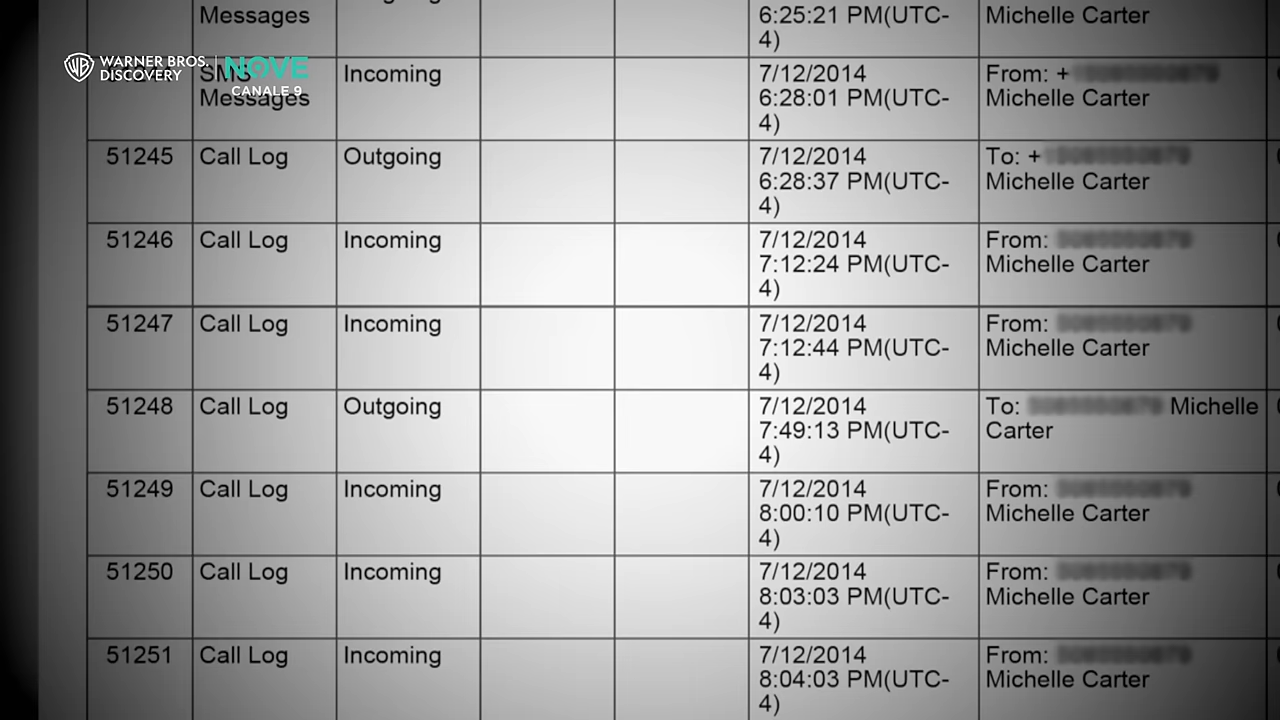 Messages
6:25:21 PM(UTC-
4)
Michelle Carter
WARNER BROS.
DISCOVERY
NOVE
CANALE 9
SMS
Messages
Incoming
7/12/2014
6:28:01 PM(UTC-
4)
From: +
Michelle Carter
51245
Call Log
Outgoing
7/12/2014
6:28:37 PM(UTC-
4)
To: +
Michelle Carter
51246
Call Log
Incoming
7/12/2014
7:12:24 PM(UTC-
4)
From:
Michelle Carter
51247
Call Log
Incoming
7/12/2014
7:12:44 PM(UTC-
4)
From:
Michelle Carter
51248
Call Log
Outgoing
7/12/2014
7:49:13 PM(UTC-
4)
To: Michelle
Carter
51249
Call Log
Incoming
7/12/2014
8:00:10 PM(UTC-
4)
From:
Michelle Carter
51250
Call Log
Incoming
7/12/2014
8:03:03 PM(UTC-
4)
From:
Michelle Carter
51251
Call Log
Incoming
7/12/2014
8:04:03 PM(UTC-
4)
From:
Michelle Carter